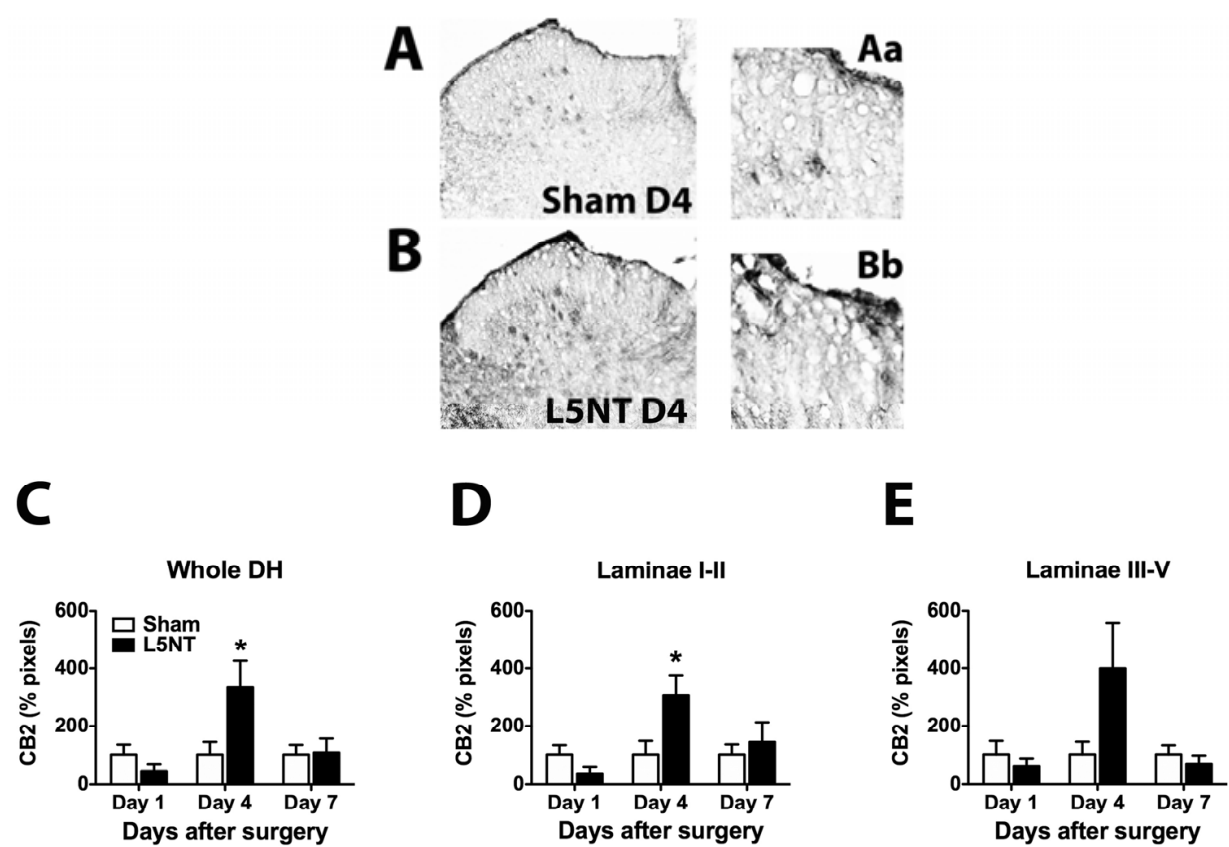 A
Aa
Sham D4
B
Bb
L5NT D4
C
D
E
Whole DH
Laminae I-II
Laminae III-V
CB2 (% pixels)
600
400
200
0
Sham
L5NT
*
Day 1
Day 4
Day 7
Days after surgery
CB2 (% pixels)
600
400
200
0
*
Day 1
Day 4
Day 7
Days after surgery
CB2 (% pixels)
600
400
200
0
Day 1
Day 4
Day 7
Days after surgery